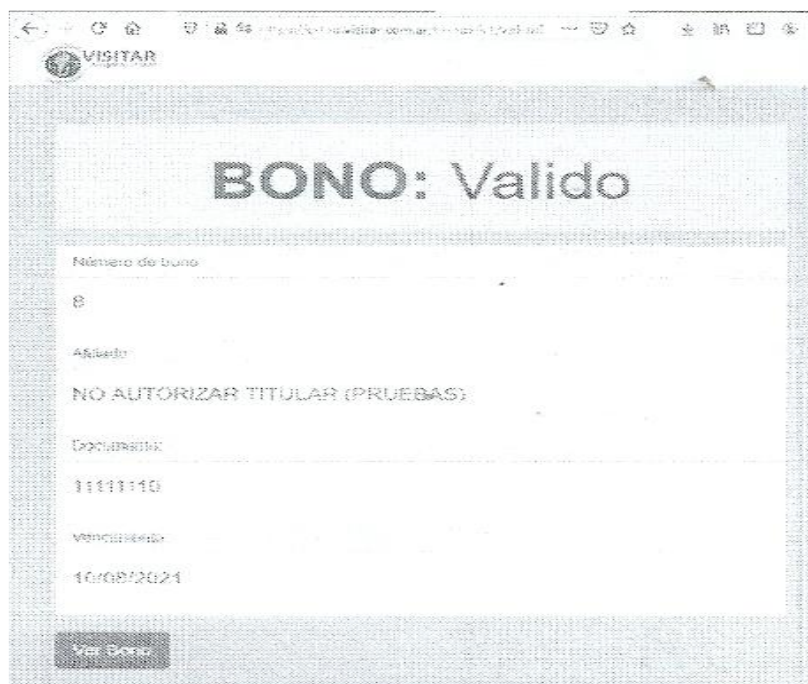 VISITAR
BONO: Valido
Número de bono
8
Afiliado
NO AUTORIZAR TITULAR (PRUEBAS)
Documento:
11111110
Vencimiento
10/08/2021
Ver Bono